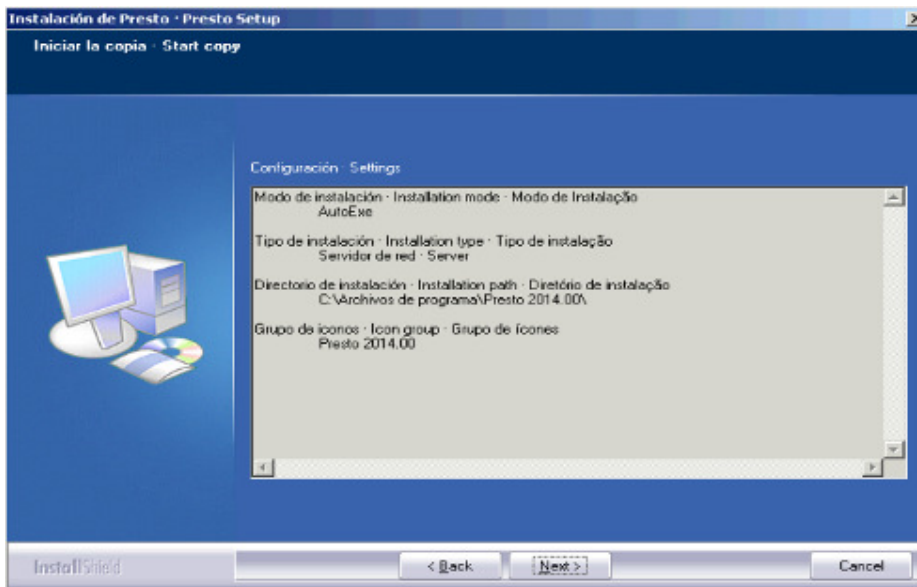 Instalación de Presto · Presto Setup
Iniciar la copia · Start copy
Configuración · Settings
Modo de instalación · Installation mode · Modo de Instalação
AutoExe
Tipo de instalación · Installation type · Tipo de instalação
Servidor de red · Server
Directorio de instalación · Installation path · Diretório de instalação
C:\Archivos de programa\Presto 2014.00\
Grupo de iconos · Icon group · Grupo de ícones
Presto 2014.00
InstallShield
< Back
Next >
Cancel